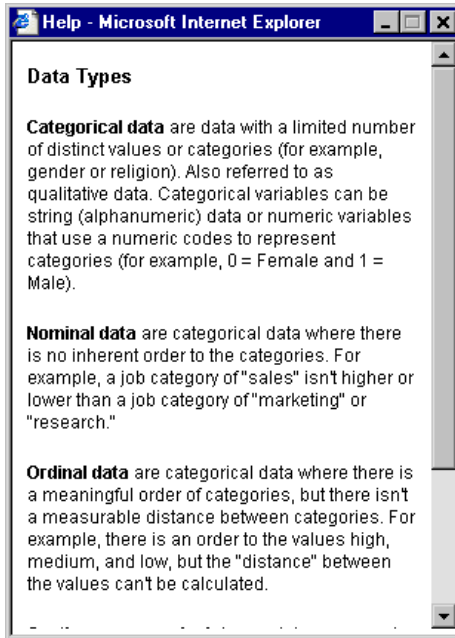 Help - Microsoft Internet Explorer
Data Types
Categorical data are data with a limited number
of distinct values or categories (for example,
gender or religion). Also referred to as
qualitative data. Categorical variables can be
string (alphanumeric) data or numeric variables
that use a numeric codes to represent
categories (for example, 0 = Female and 1 =
Male).
Nominal data are categorical data where there
is no inherent order to the categories. For
example, a job category of "sales" isn't higher or
lower than a job category of "marketing" or
"research."
Ordinal data are categorical data where there is
a meaningful order of categories, but there isn't
a measurable distance between categories. For
example, there is an order to the values high,
medium, and low, but the "distance" between
the values can't be calculated.